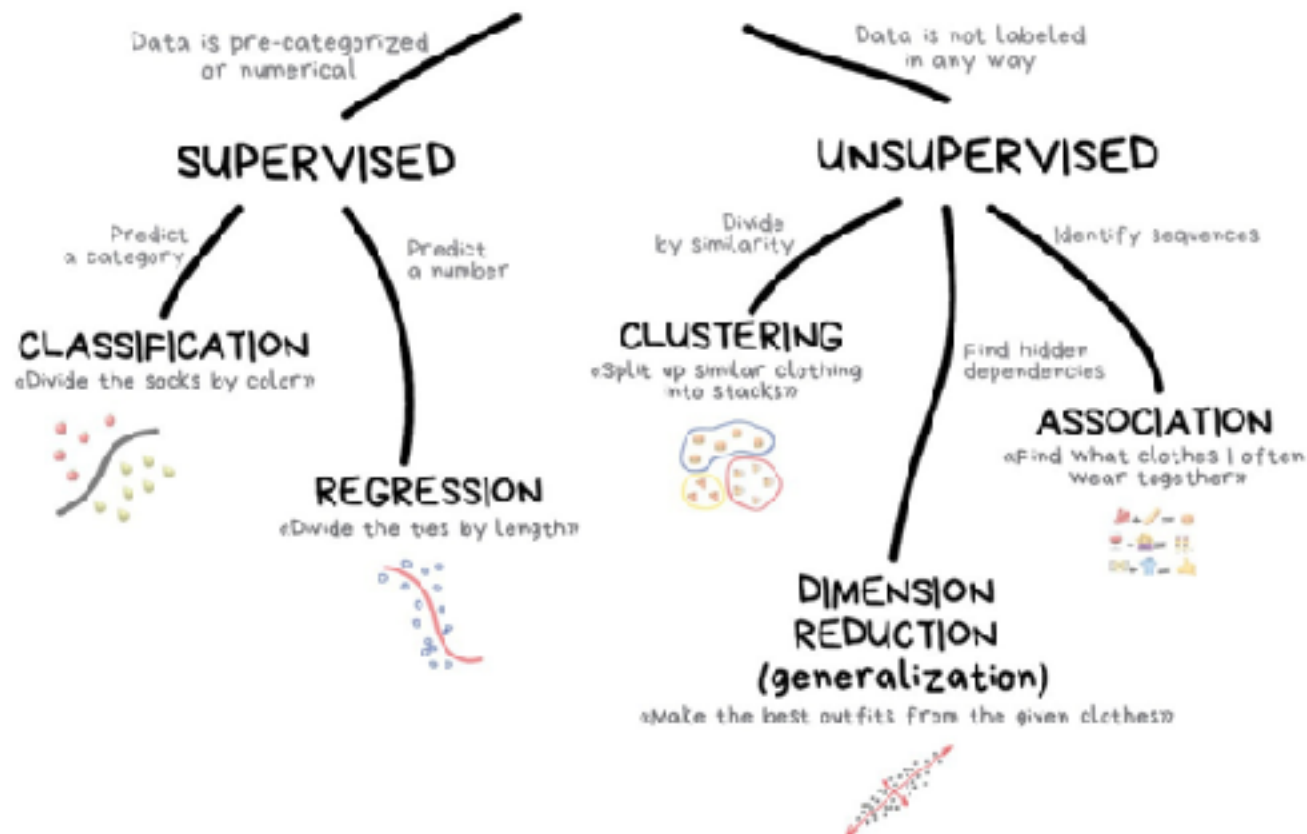 Data is pre-categorized
or numerical
Data is not labeled
in any way
SUPERVISED
UNSUPERVISED
Predict
a category
Predict
a number
Divide
by similarity
Identify sequences
CLASSIFICATION
«Divide the socks by color»
CLUSTERING
«Split up similar clothing
into stacks»
Find hidden
dependencies
ASSOCIATION
«Find what clothes I often
wear together»
REGRESSION
«Divide the ties by length»
DIMENSION
REDUCTION
(generalization)
«Make the best outfits from the given clothes»